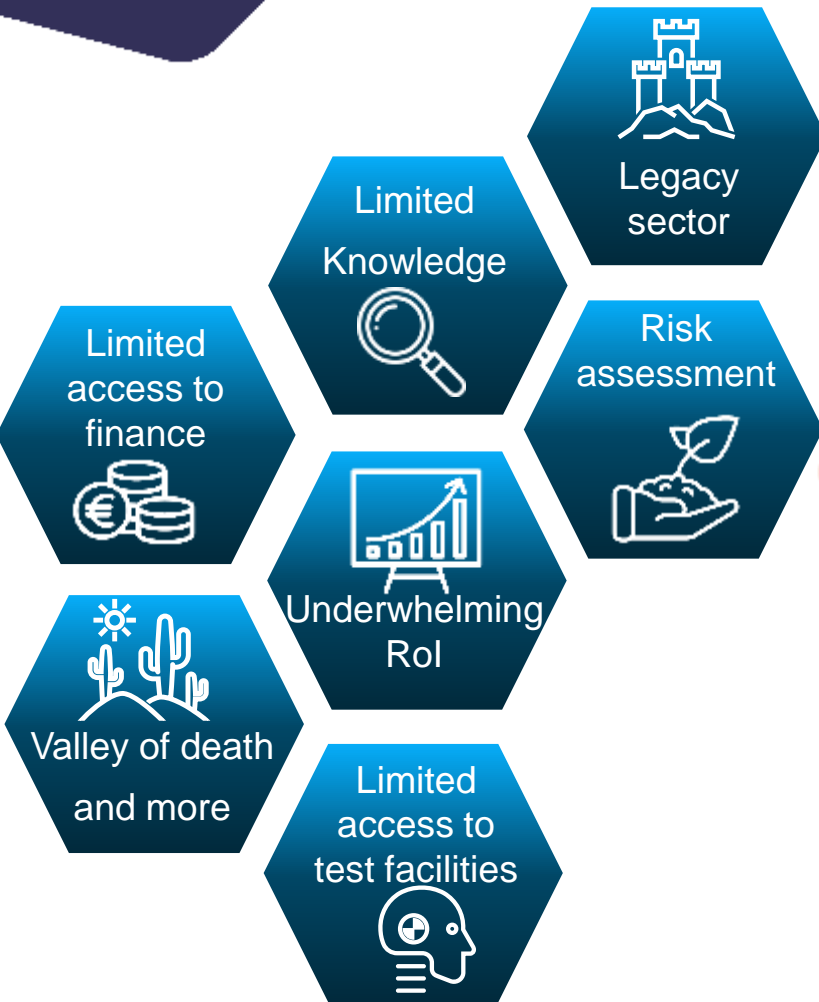 Legacy
sector
Limited
Knowledge
Risk
assessment
Limited
access to
finance
€
Underwhelming
RoI
Valley of death
and more
Limited
access to
test facilities